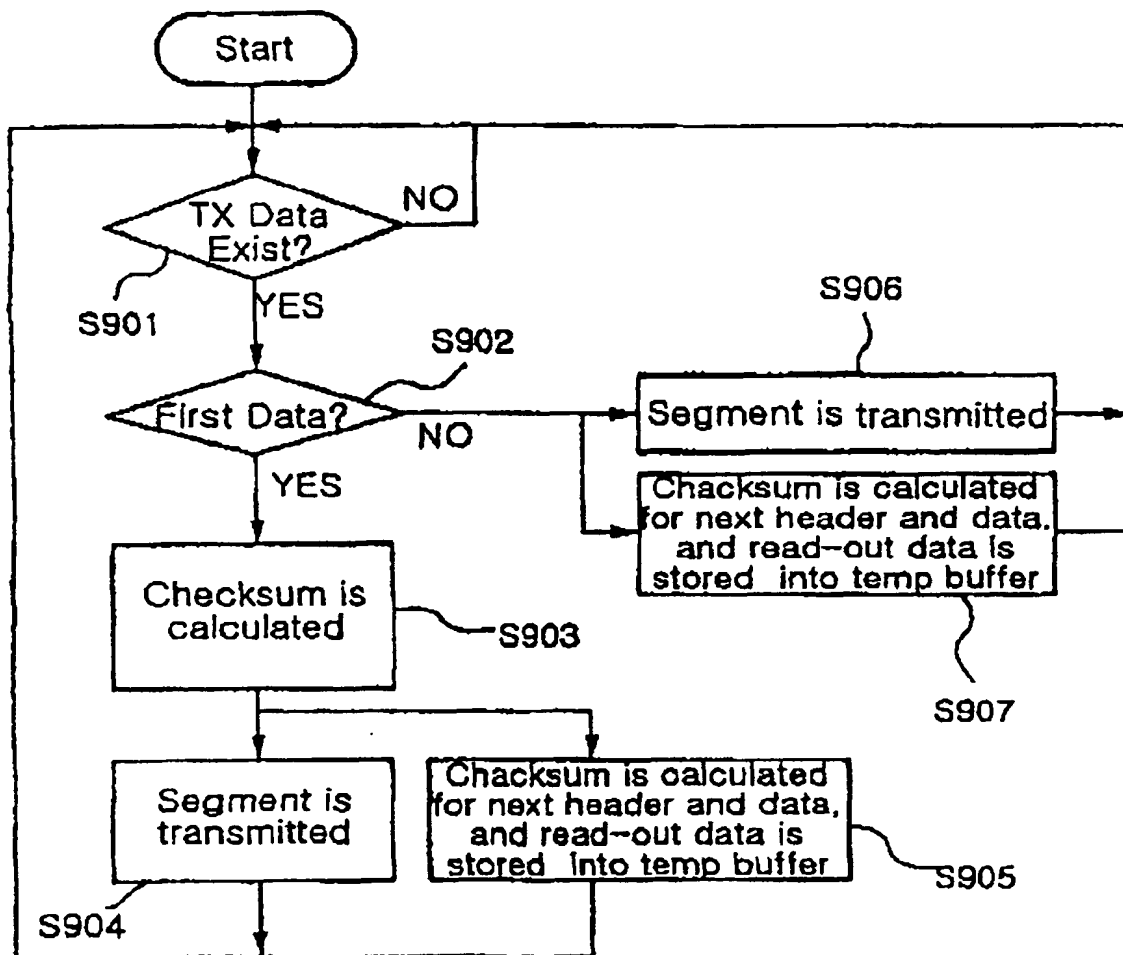 Start
TX Data
Exist?
NO
YES
S901
S902
First Data?
NO
YES
S906
Segment is transmitted
Chacksum is calculated
for next header and data,
and read-out data is
stored into temp buffer
S907
Checksum is
calculated
S903
Segment is
transmitted
S904
Chacksum is calculated
for next header and data,
and read-out data is
stored into temp buffer
S905